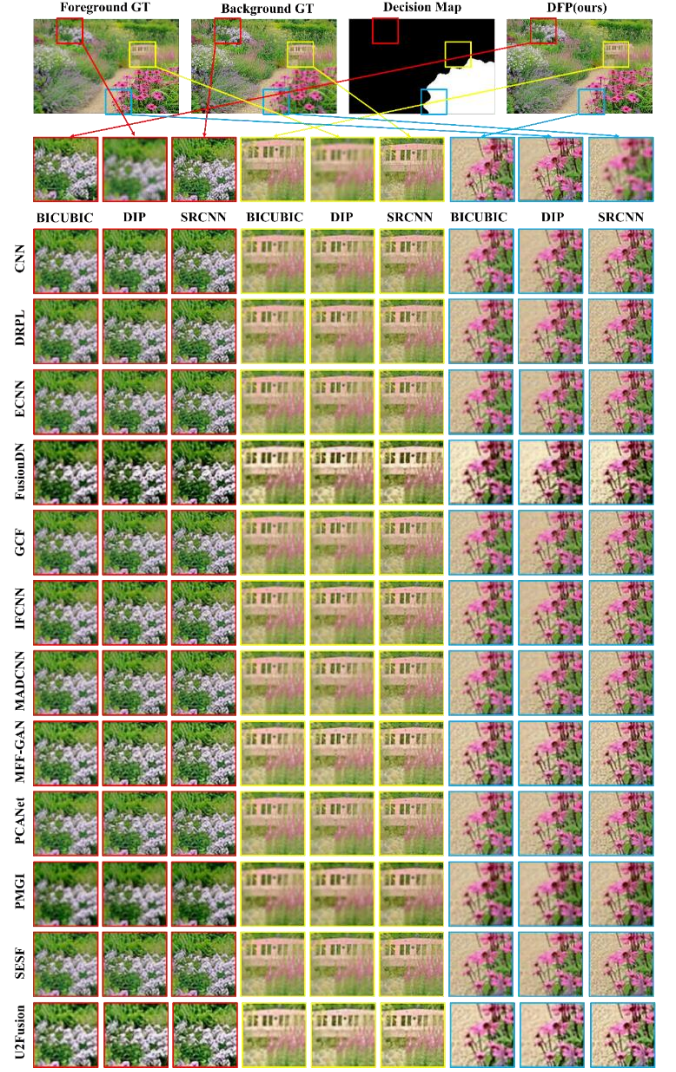 Foreground GT Background GT Decision Map DFP(ours)
BICUBIC DIP SRCNN BICUBIC DIP SRCNN BICUBIC DIP SRCNN
CNN
DRPL
ECNN
FusionDN
GCF
IFCNN
MADCNN
MFF-GAN
PCANet
PMGI
SESF
U2Fusion